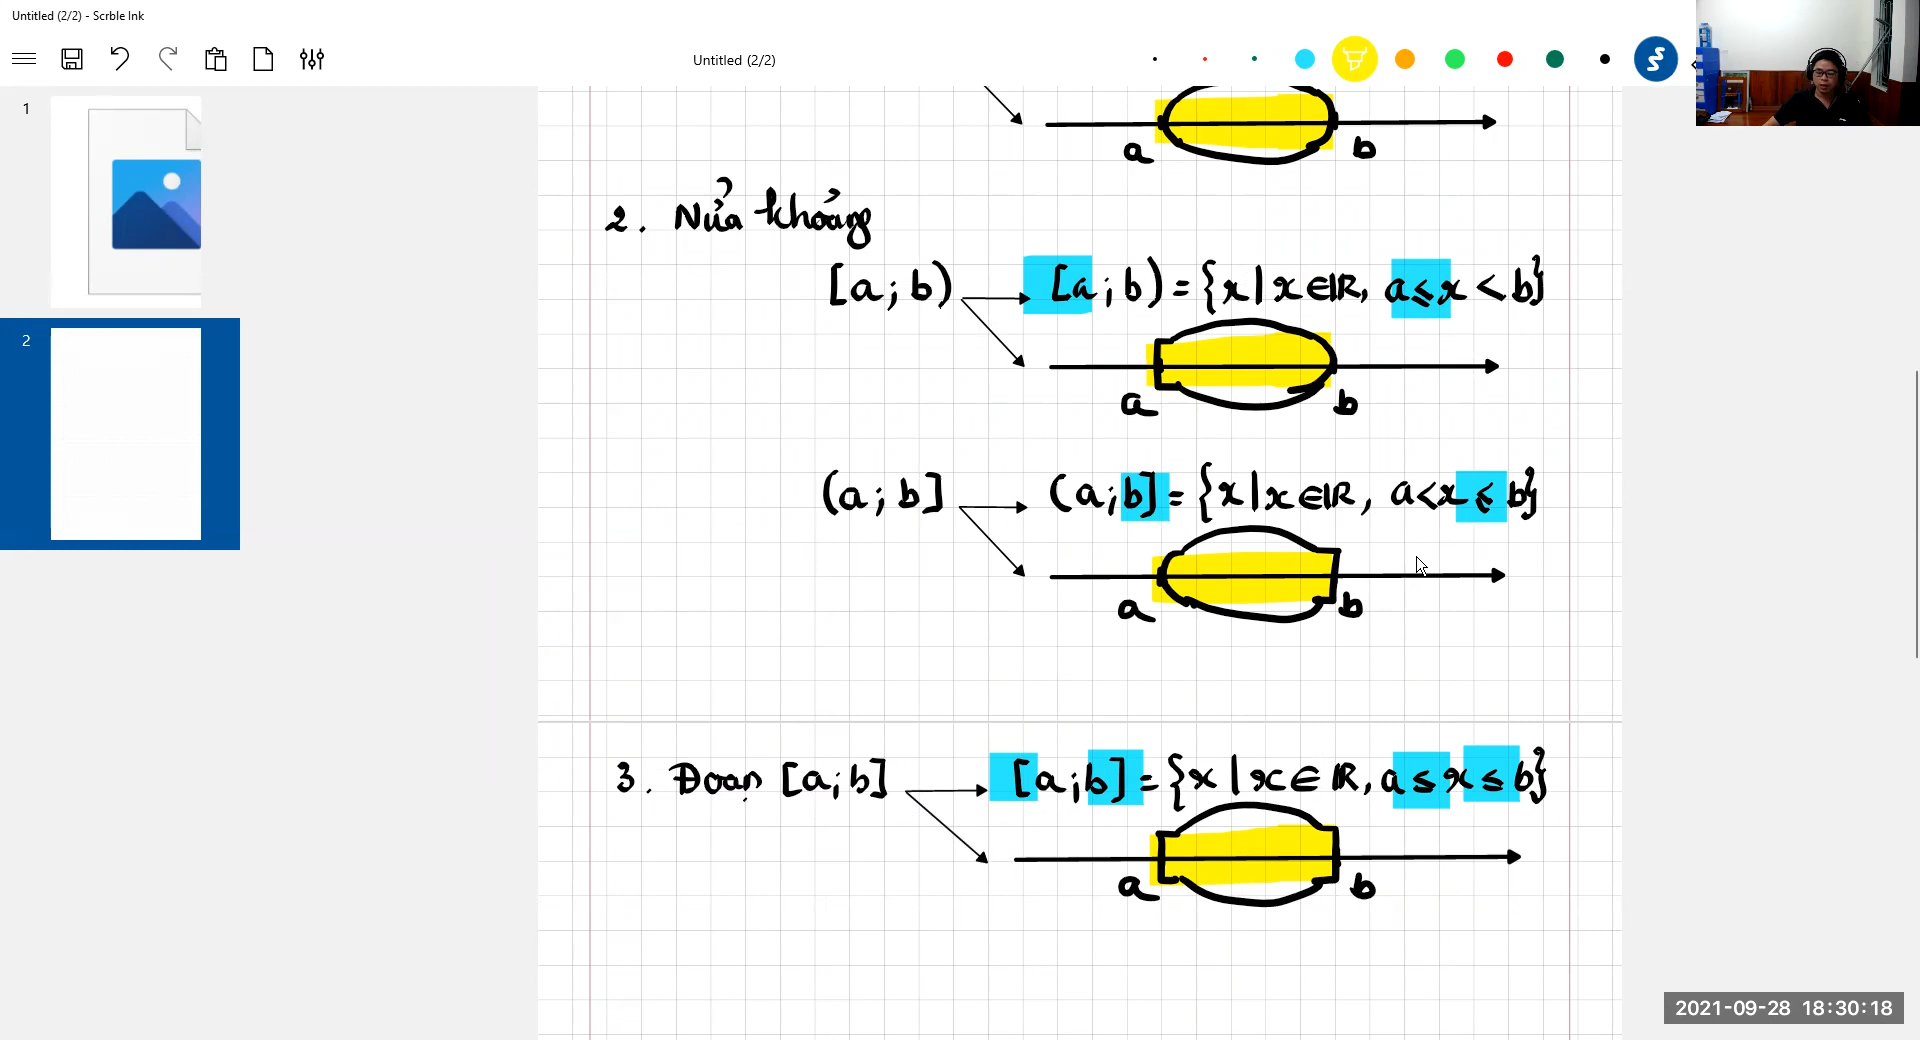 Untitled (2/2) - Scrble Ink
Untitled (2/2)
1
2
a b
2. Nửa khoảng
[a; b) [a; b) = {x | x ∈ ℝ, a ≤ x < b}
a b
(a; b] (a; b] = {x | x ∈ ℝ, a < x ≤ b}
a b
3. Đoạn [a; b] [a; b] = {x | x ∈ ℝ, a ≤ x ≤ b}
a b
2021-09-28 18:30:18